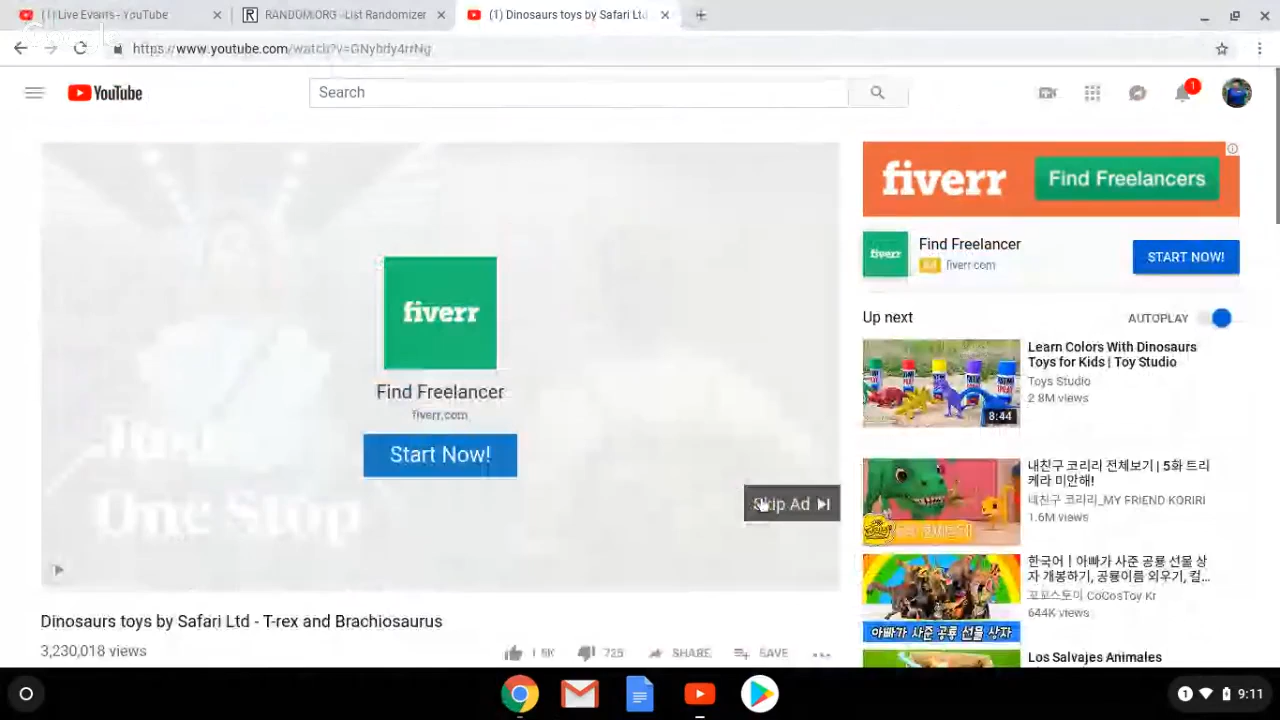 (1) Live Events - YouTube
RANDOM.ORG - List Randomizer
(1) Dinosaurs toys by Safari Ltd
Google
https://www.youtube.com/watch?v=GNybdy4rrNg
YouTube
Search
1
fiverr
Find Freelancer
fiverr.com
Start Now!
Skip Ad
Time Geny
Dinosaurs toys by Safari Ltd - T-rex and Brachiosaurus
3,230,018 views
725
SHARE
SAVE
fiverr
Find Freelancers
fiverr
Find Freelancer
Ad fiverr.com
START NOW!
Up next
AUTOPLAY
8:44
Learn Colors With Dinosaurs
Toys for Kids | Toy Studio
Toys Studio
2.8M views
내친구 코리리 전체보기 | 5화 트리
케라 미안해!
내친구 코리리_MY FRIEND KORIRI
1.6M views
아빠가 사준 공룡 선물 상자
한국어 | 아빠가 사준 공룡 선물 상
자 개봉하기, 공룡이름 외우기, 컬...
꼬꼬스토이 CoCosToy Kr
644K views
Los Salvajes Animales
1
9:11